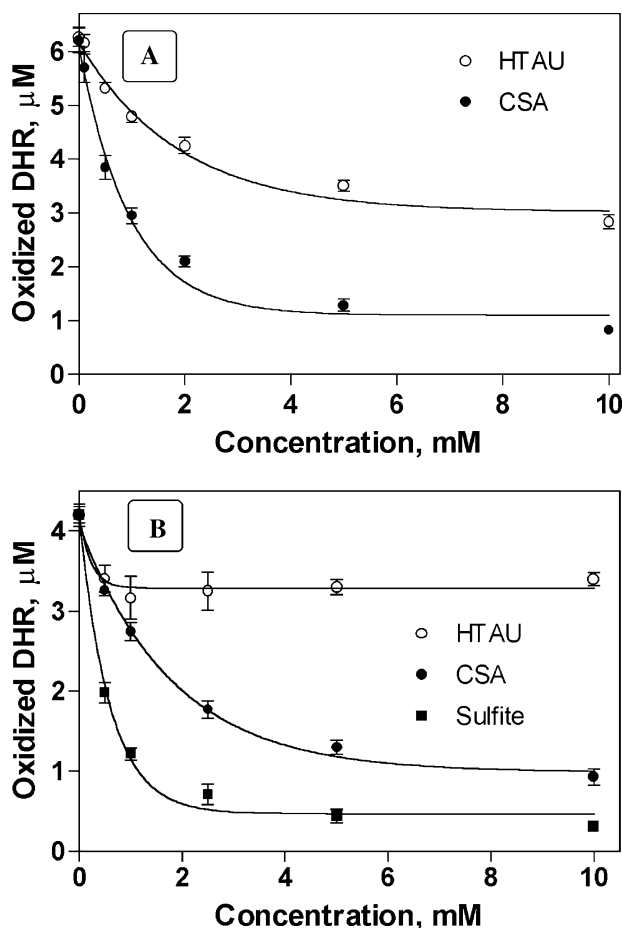 A
HTAU
CSA
Oxidized DHR, μM
6
5
4
3
2
1
0
0 2 4 6 8 10
Concentration, mM
B
HTAU
CSA
Sulfite
Oxidized DHR, μM
4
3
2
1
0
0 2 4 6 8 10
Concentration, mM